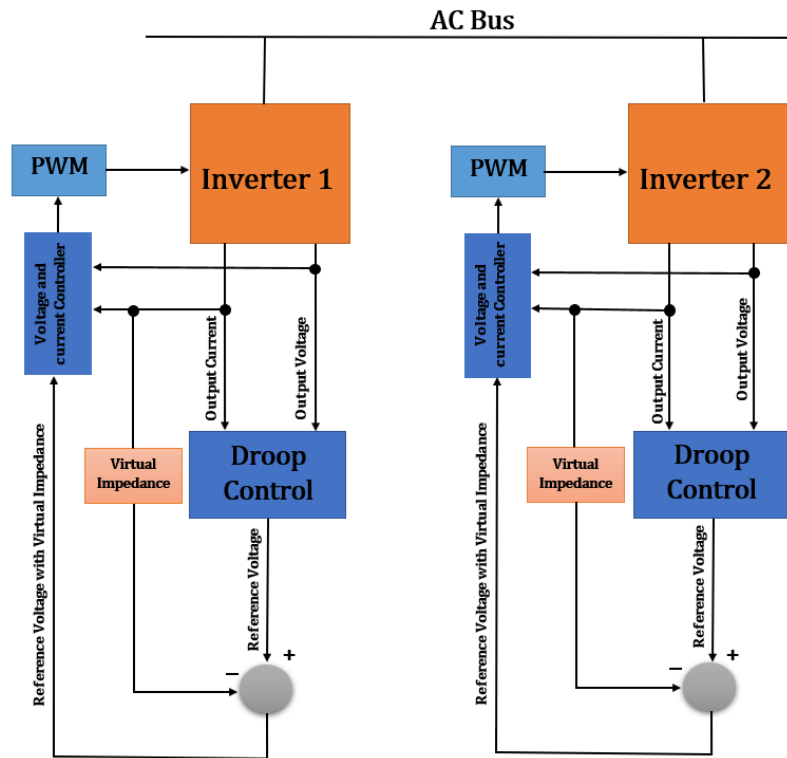 AC Bus
PWM
Inverter 1
Voltage and
current Controller
Output Current
Output Voltage
Virtual
Impedance
Droop
Control
Reference Voltage with Virtual Impedance
Reference Voltage
−
+
PWM
Inverter 2
Voltage and
current Controller
Output Current
Output Voltage
Virtual
Impedance
Droop
Control
Reference Voltage with Virtual Impedance
Reference Voltage
−
+